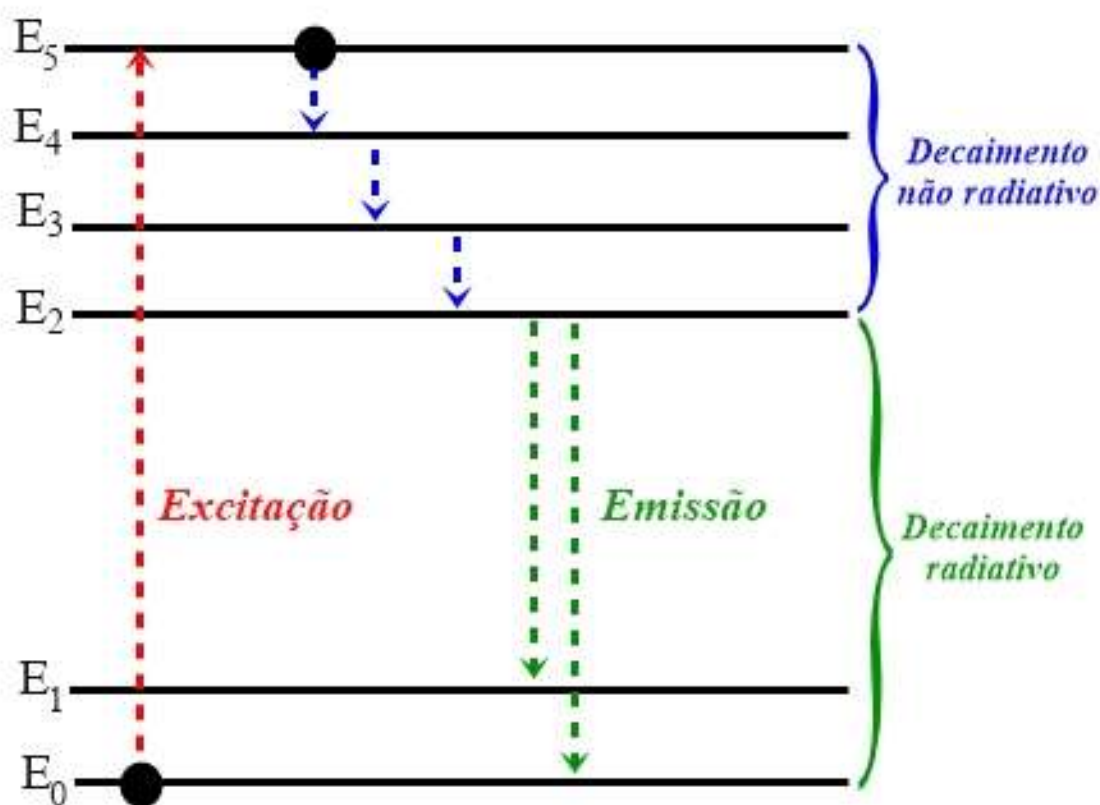 E5
E4
Decaimento
não radiativo
E3
E2
Excitação
Emissão
Decaimento
radiativo
E1
E0